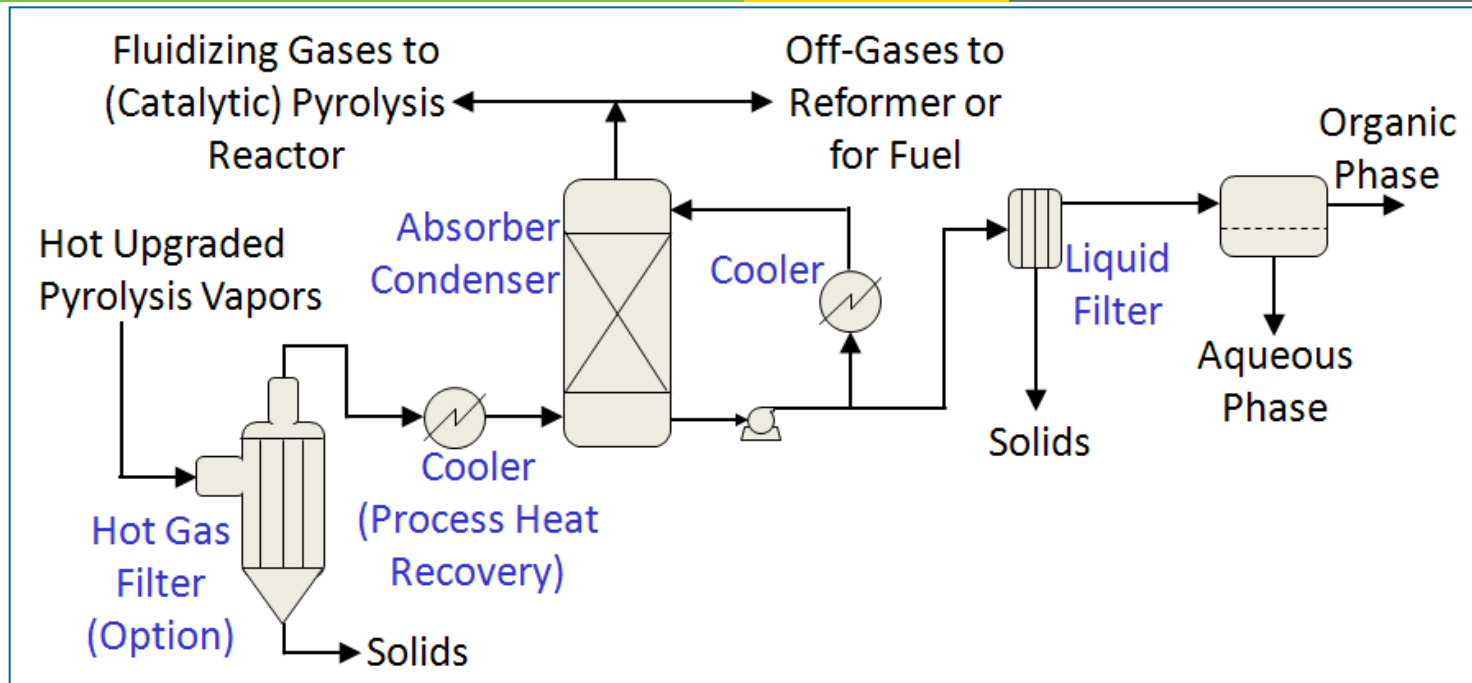 Fluidizing Gases to
(Catalytic) Pyrolysis
Reactor
Off-Gases to
Reformer or
for Fuel
Organic
Phase
Absorber
Condenser
Cooler
Hot Upgraded
Pyrolysis Vapors
Liquid
Filter
Aqueous
Phase
Solids
Cooler
(Process Heat
Recovery)
Hot Gas
Filter
(Option)
Solids